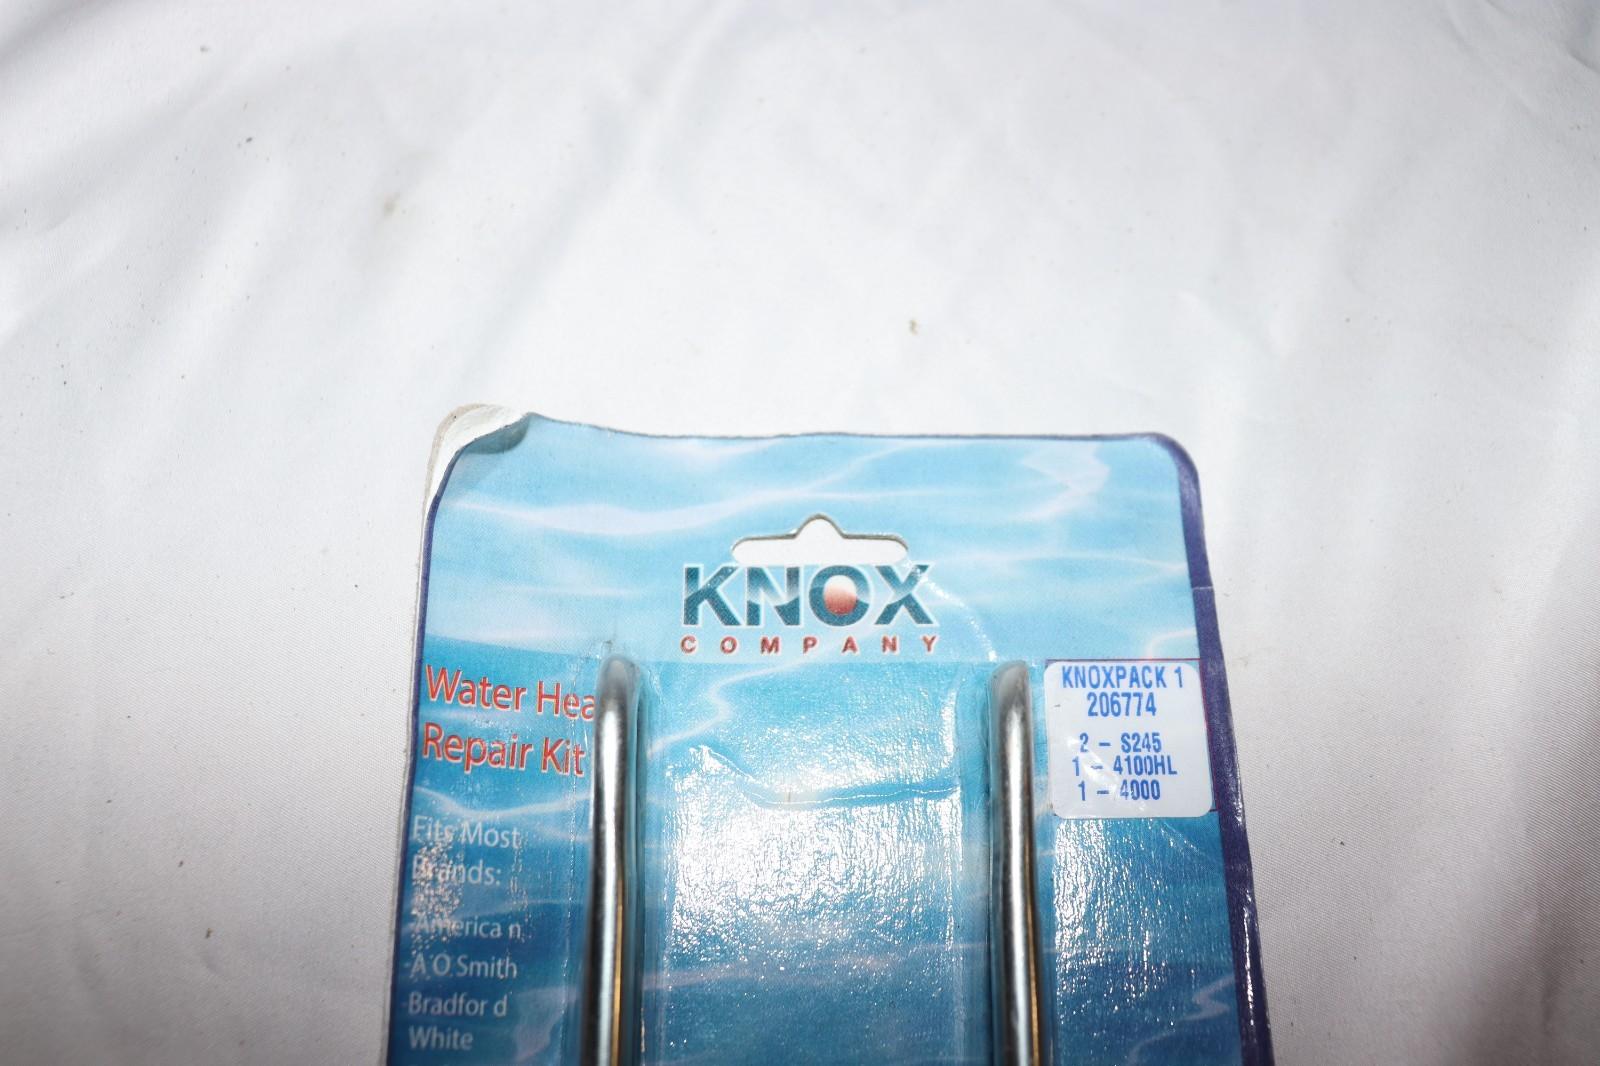 KNOX
COMPANY
Water Hea
Repair Kit
KNOXPACK 1
206774
2 - S245
1 - 4100HL
1 - 4000
Fits Most
Brands:
-America n
-A O Smith
-Bradfor d
White